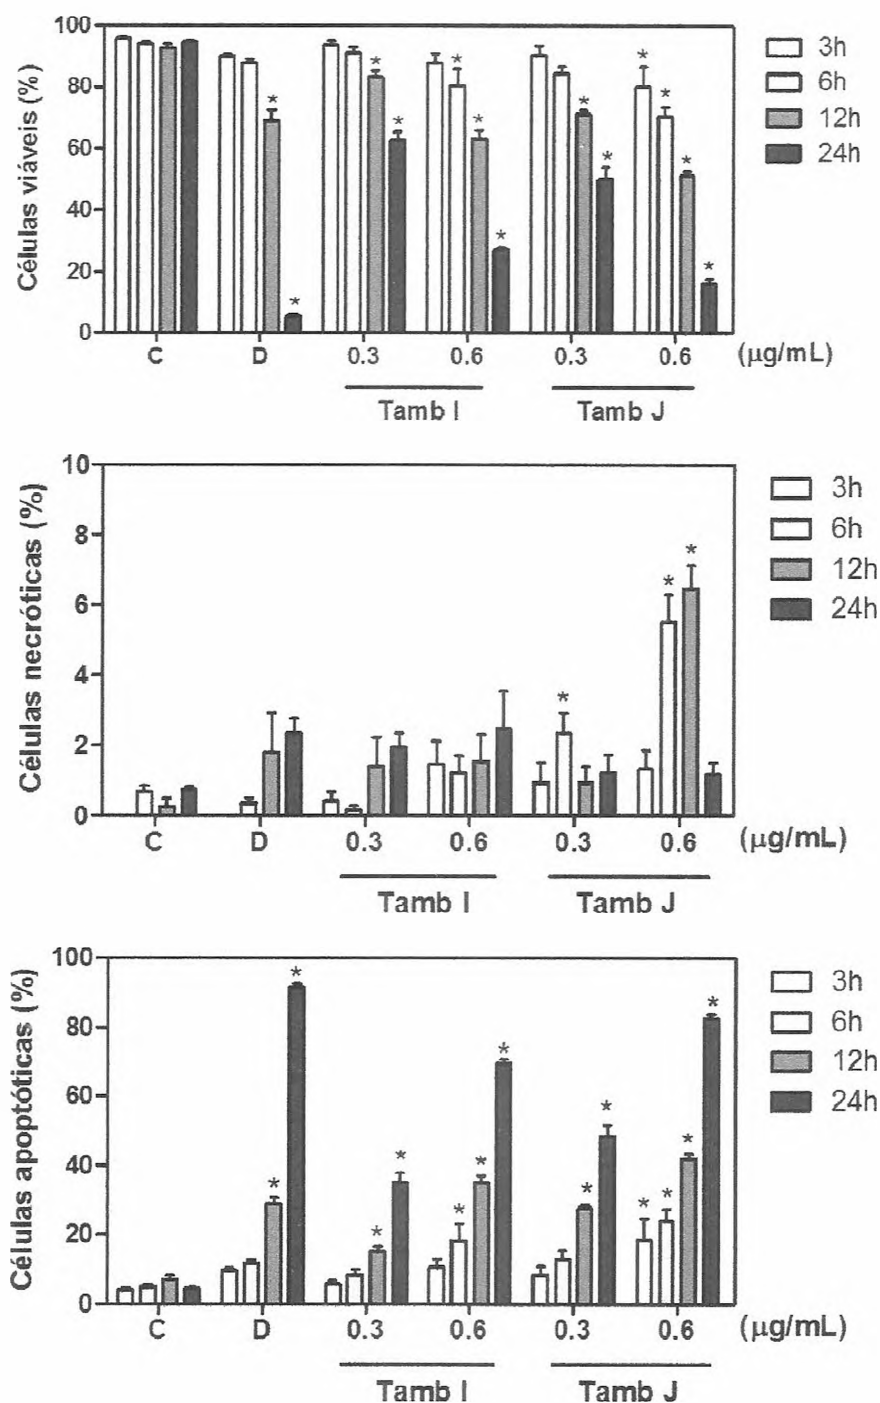 Células viáveis (%)
100
80
60
40
20
0
* * * * * * * * * * * * *
C D 0.3 0.6 0.3 0.6 (µg/mL)
Tamb I Tamb J
3h
6h
12h
24h
Células necróticas (%)
10
8
6
4
2
0
* * *
C D 0.3 0.6 0.3 0.6 (µg/mL)
Tamb I Tamb J
3h
6h
12h
24h
Células apoptóticas (%)
100
80
60
40
20
0
* * * * * * * * * * * * *
C D 0.3 0.6 0.3 0.6 (µg/mL)
Tamb I Tamb J
3h
6h
12h
24h